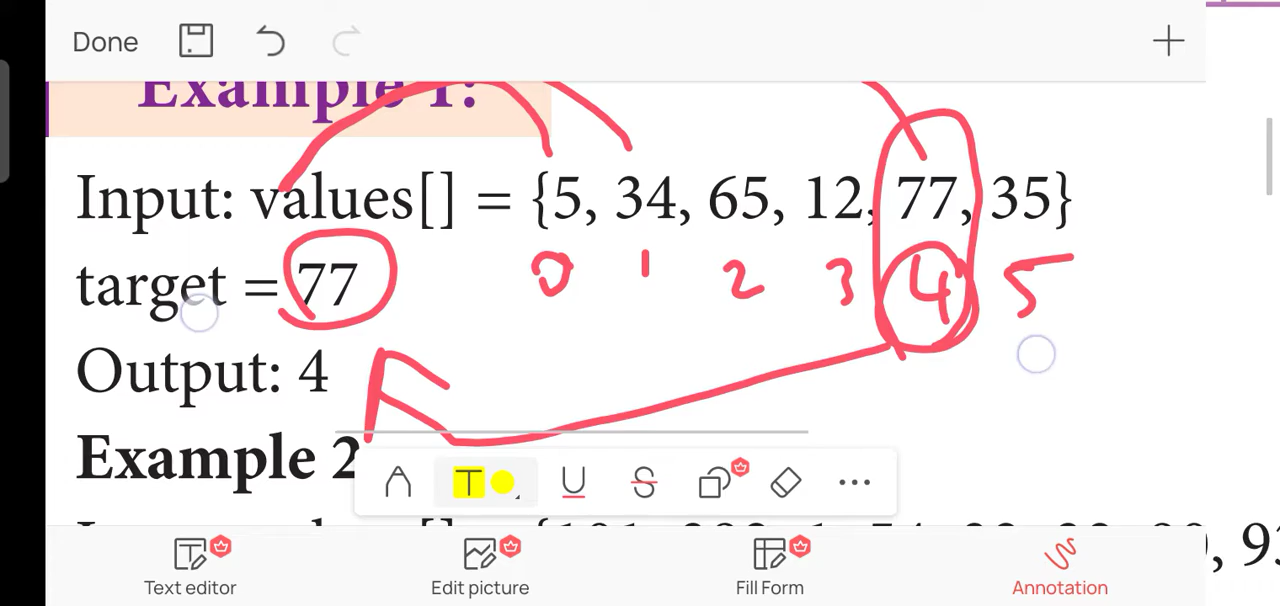 Done
Example 1:
Input: values[] = {5, 34, 65, 12, 77, 35}
target = 77
0 1 2 3 4 5
Output: 4
Example 2
T U S
, 93
Text editor Edit picture Fill Form Annotation